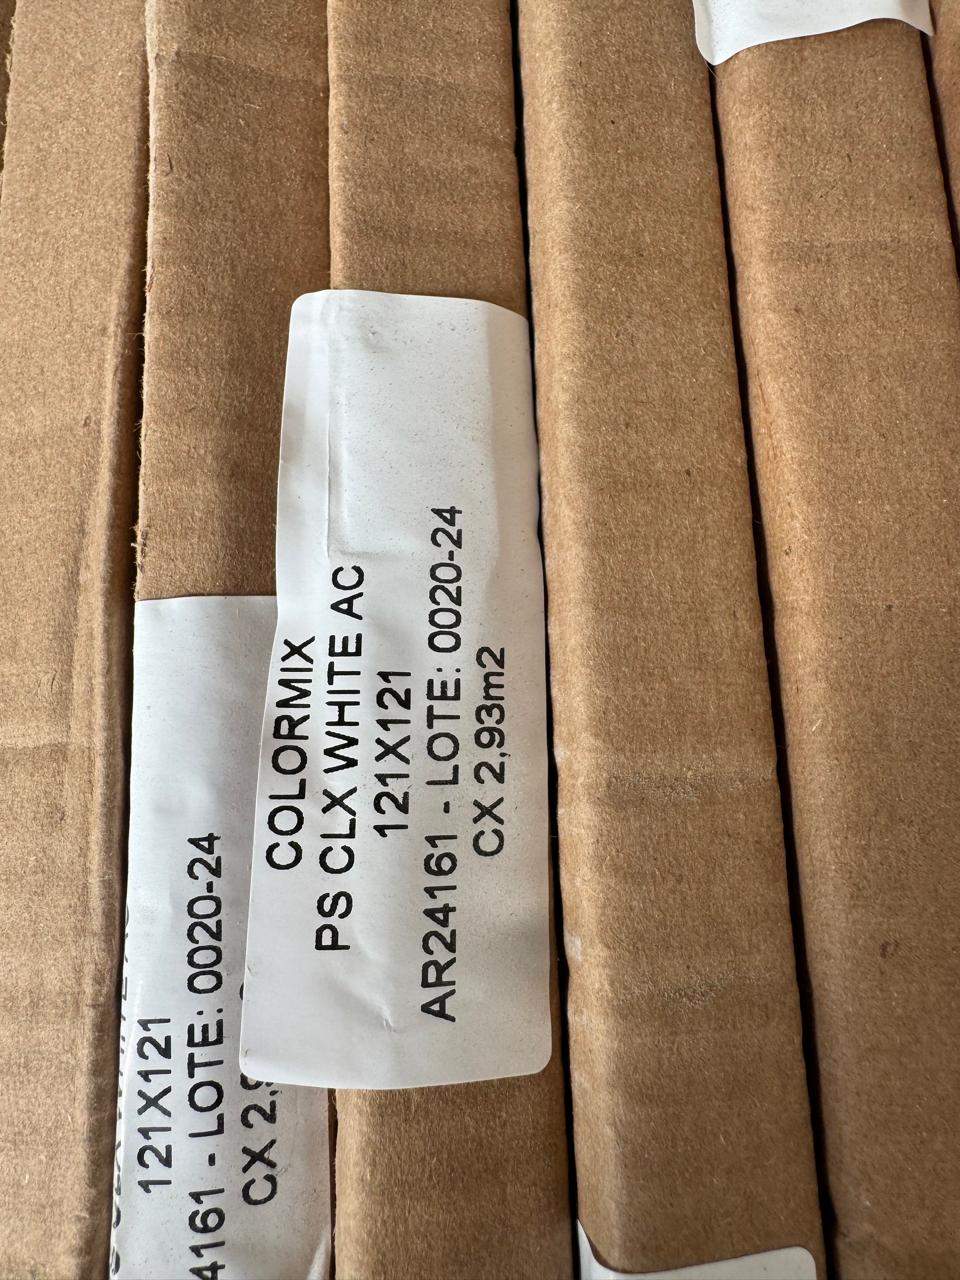 COLORMIX
PS CLX WHITE AC
121X121
AR24161 - LOTE: 0020-24
CX 2,93m2
121X121
4161 - LOTE: 0020-24
CX 2,9